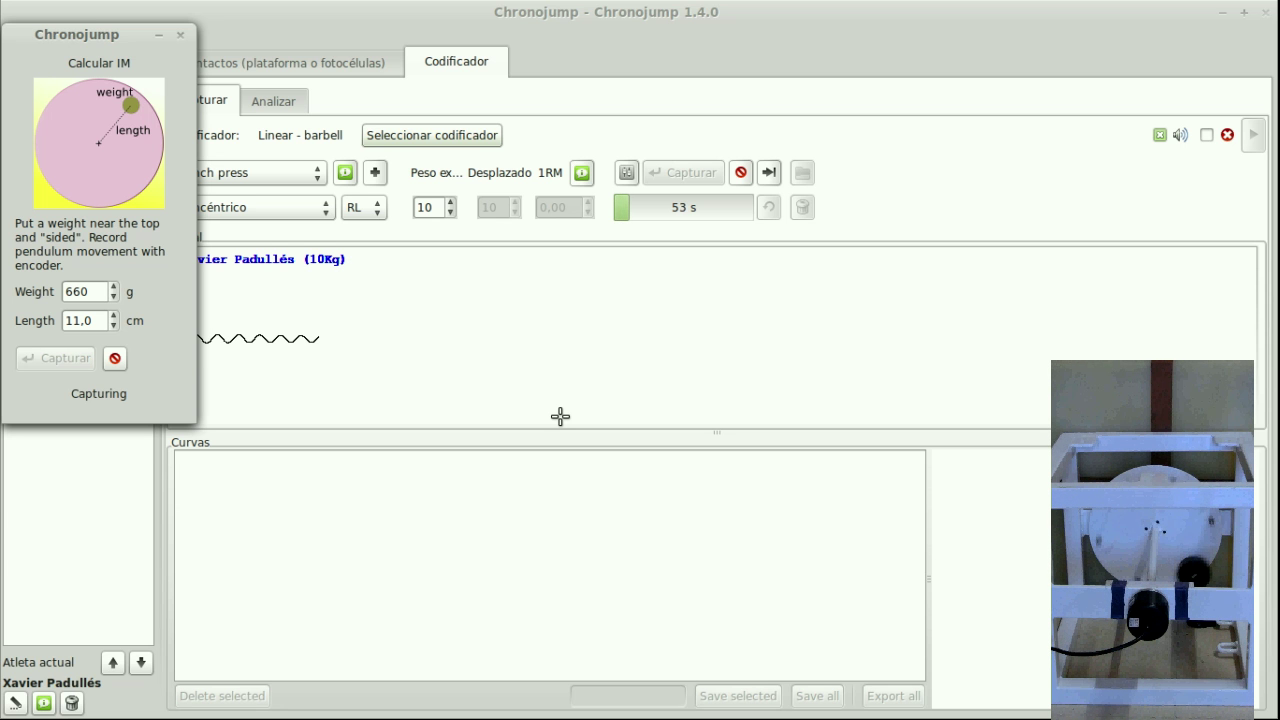 Chronojump - Chronojump 1.4.0
Chronojump
Calcular IM
weight
length
Put a weight near the top
and "sided". Record
pendulum movement with
encoder.
Weight 660 g
Length 11,0 cm
Capturar
Capturing
ntactos (plataforma o fotocélulas)
Codificador
turar
Analizar
ficador: Linear - barbell Seleccionar codificador
nch press
Peso ex... Desplazado 1RM
Capturar
ncéntrico
RL
10
10
0,00
53 s
al
vier Padullés (10Kg)
Curvas
Atleta actual
Xavier Padullés
Delete selected
Save selected
Save all
Export all